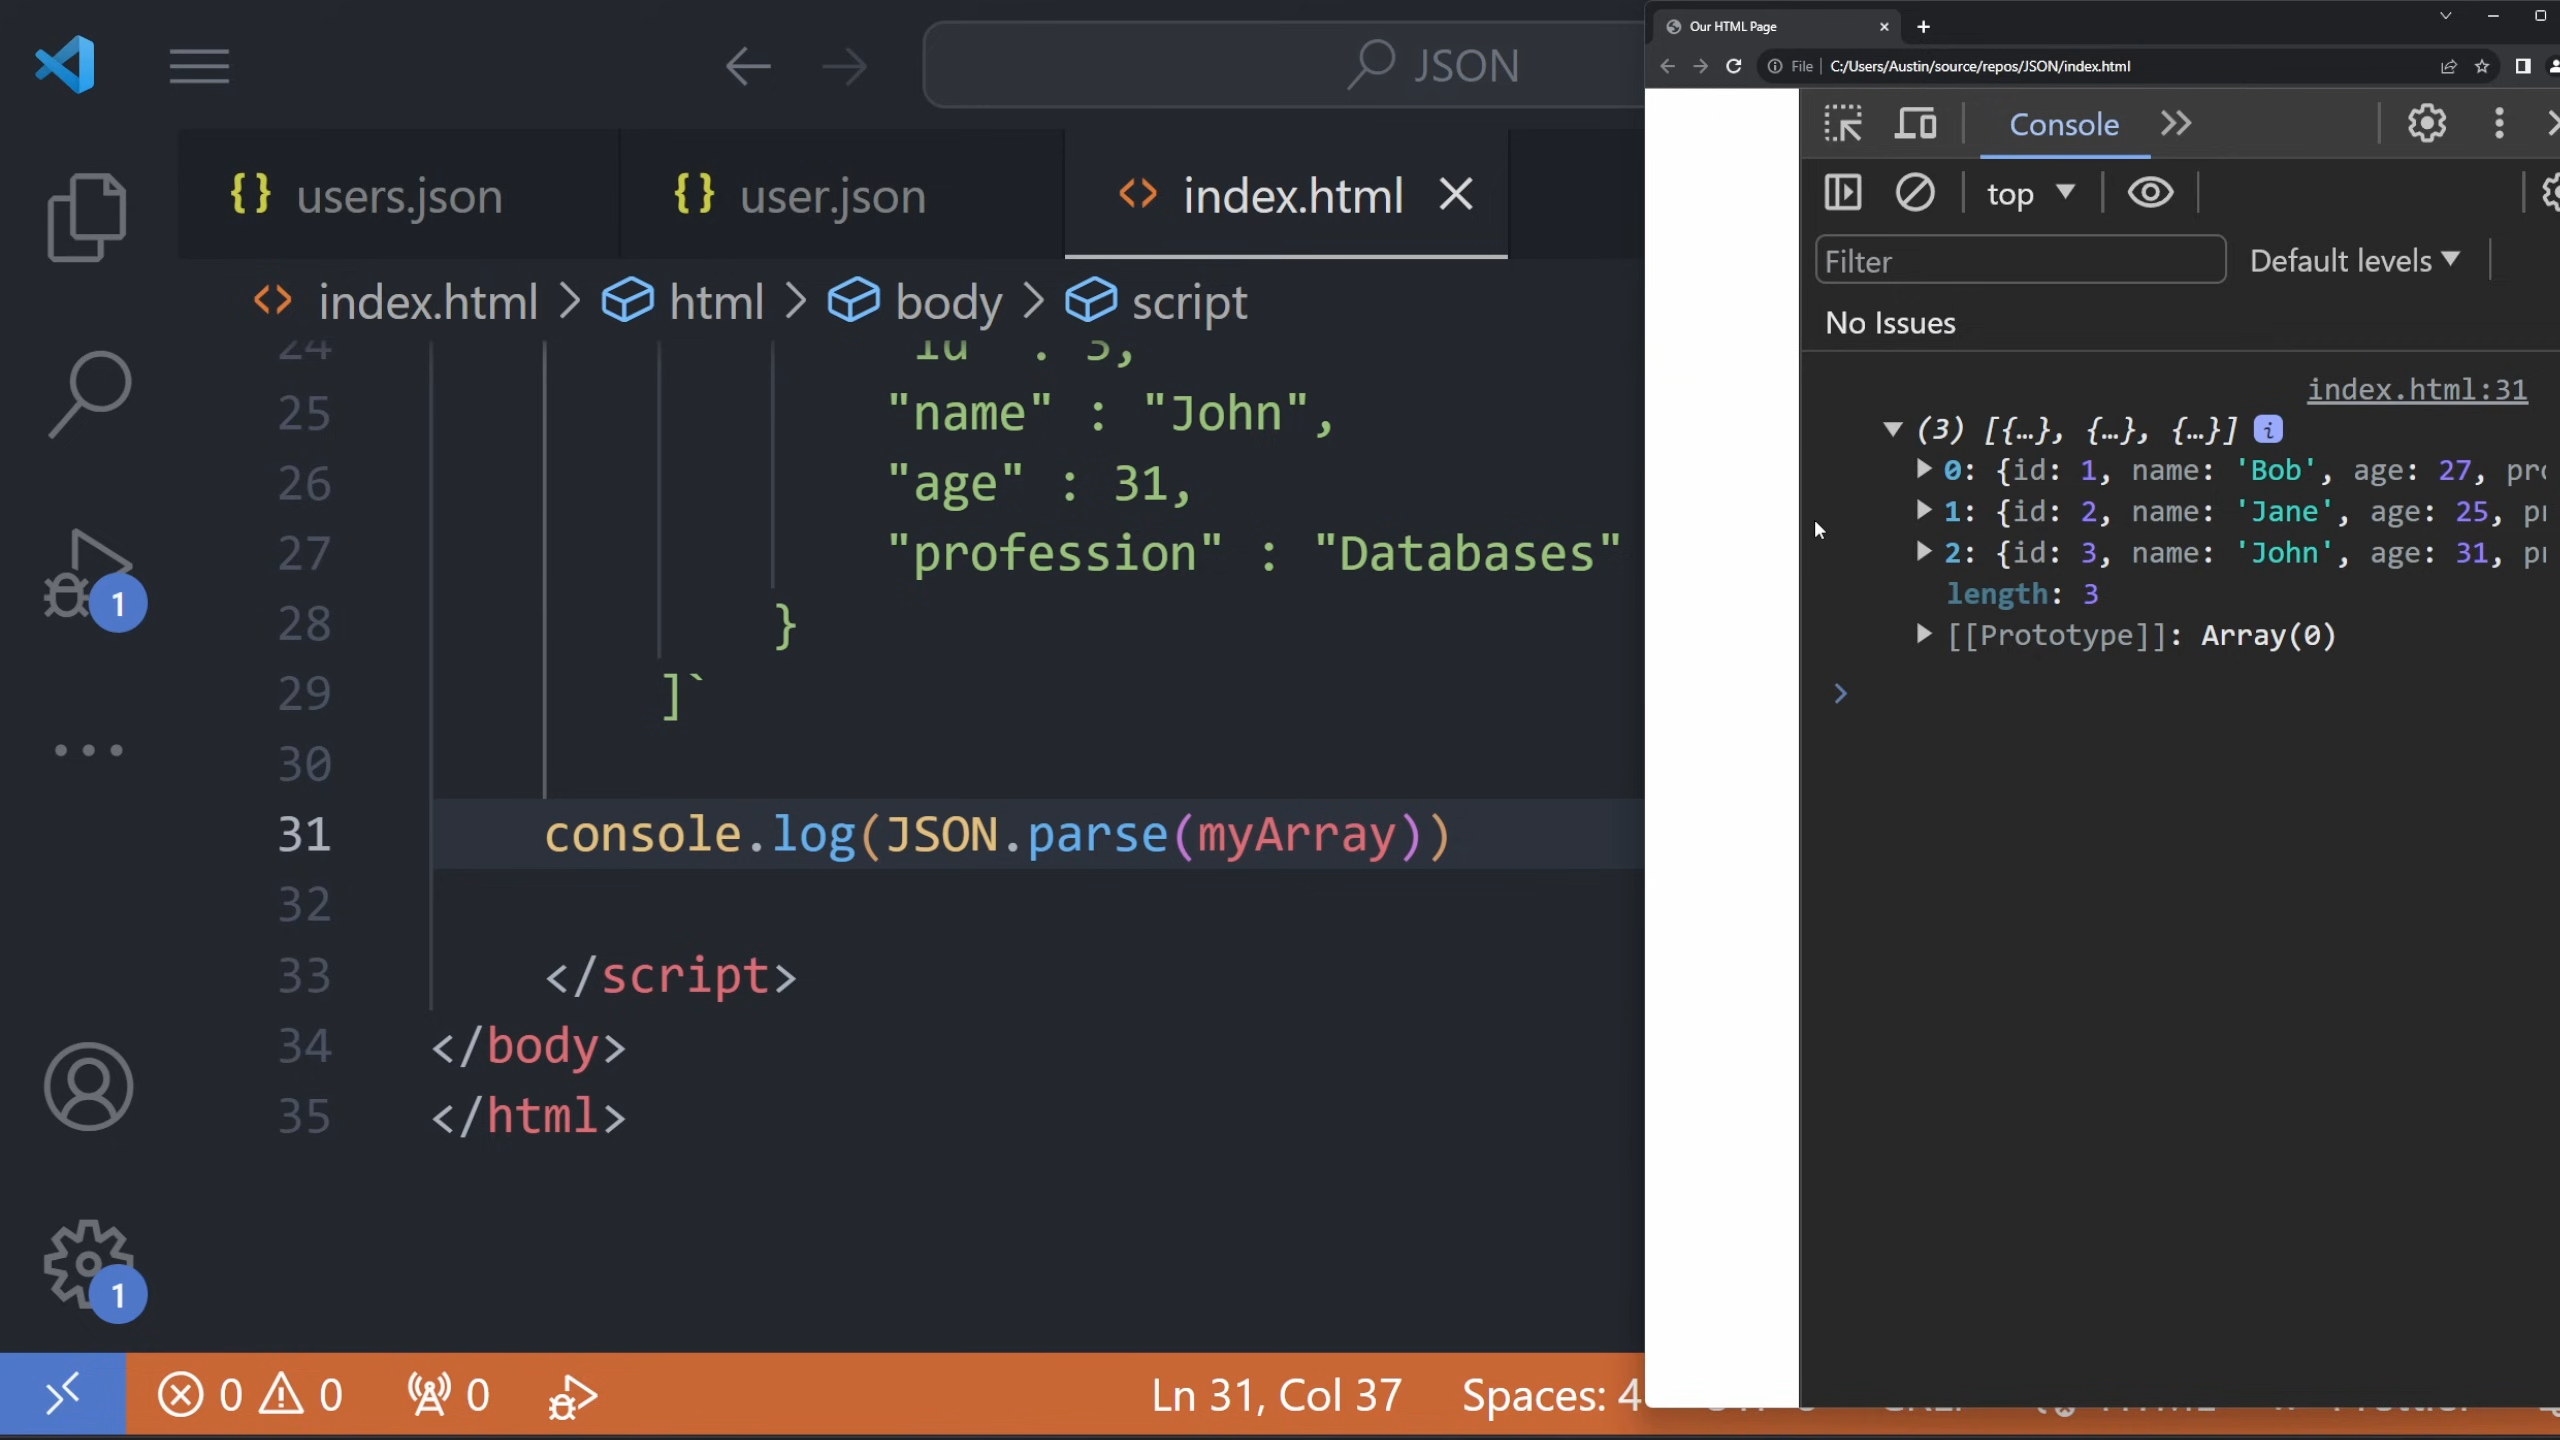 JSON
users.json
user.json
index.html
index.html > html > body > script
24 "id" : 3,
25 "name" : "John",
26 "age" : 31,
27 "profession" : "Databases"
28 }
29 ]`
30
31 console.log(JSON.parse(myArray))
32
33 </script>
34 </body>
35 </html>
1
1
0 0 0
Ln 31, Col 37 Spaces: 4
Our HTML Page
File C:/Users/Austin/source/repos/JSON/index.html
Console
top
Filter Default levels
No Issues
index.html:31
(3) [{…}, {…}, {…}] i
0: {id: 1, name: 'Bob', age: 27,
1: {id: 2, name: 'Jane', age: 25,
2: {id: 3, name: 'John', age: 31,
length: 3
[[Prototype]]: Array(0)